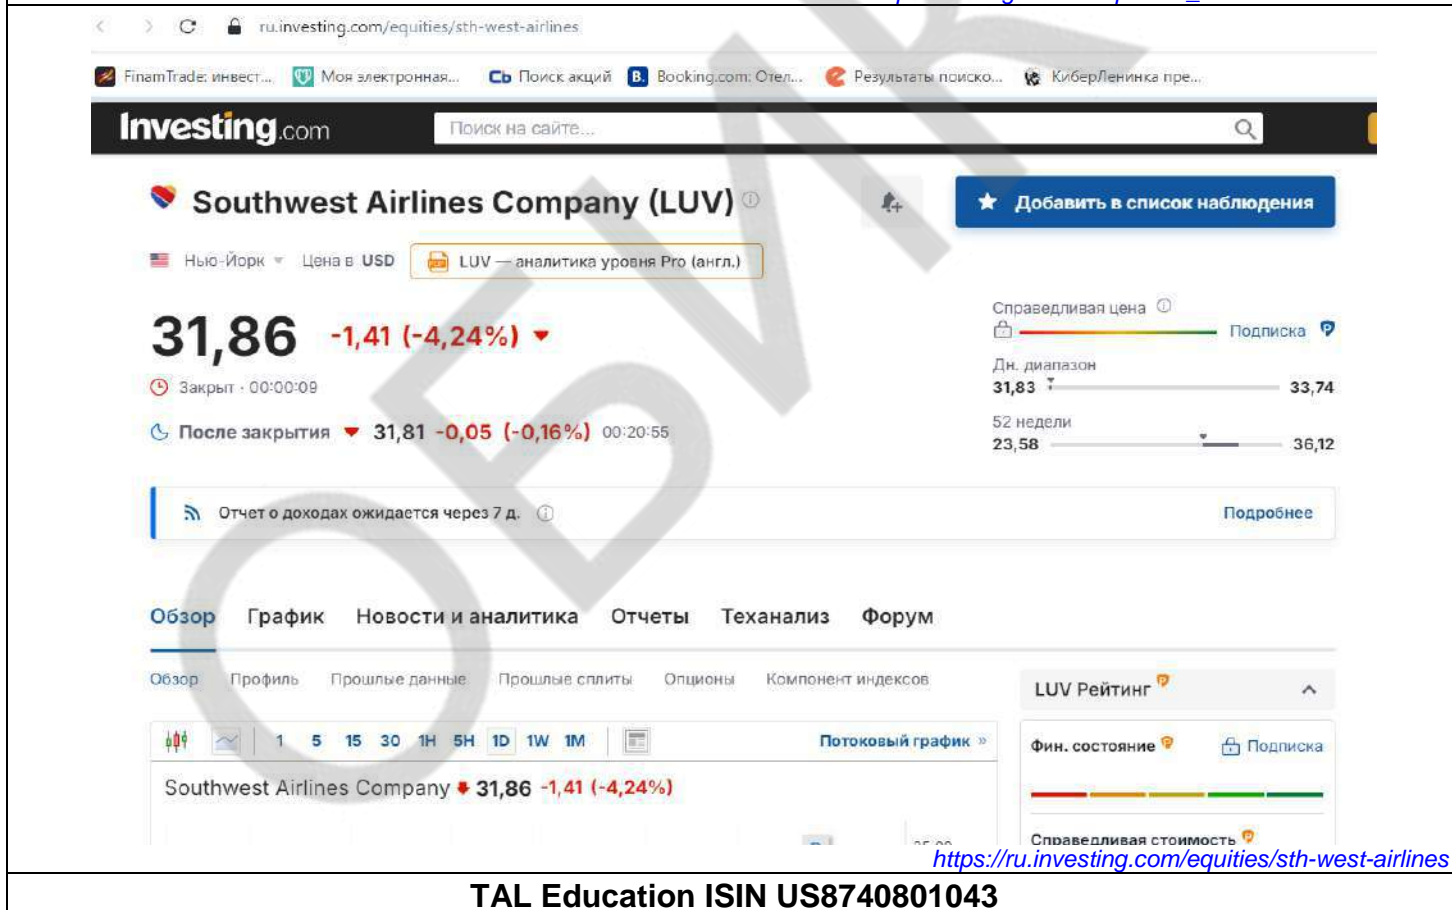 ru.investing.com/equities/sth-west-airlines
FinamTrade: инвест... Моя электронная... Сb Поиск акций B. Booking.com: Отел... Результаты поиско... КиберЛенинка пре...
Investing.com Поиск на сайте...
Southwest Airlines Company (LUV) Добавить в список наблюдения
Нью-Йорк Цена в USD LUV — аналитика уровня Pro (англ.)
31,86 -1,41 (-4,24%)
Справедливая цена
Подписка
Закрыт · 00:00:09
Дн. диапазон
31,83 33,74
После закрытия 31,81 -0,05 (-0,16%) 00:20:55
52 недели
23,58 36,12
Отчет о доходах ожидается через 7 д. Подробнее
Обзор График Новости и аналитика Отчеты Теханализ Форум
Обзор Профиль Прошлые данные Прошлые сплиты Опционы Компонент индексов
LUV Рейтинг
1 5 15 30 1H 5H 1D 1W 1M Потоковый график »
Фин. состояние Подписка
Southwest Airlines Company 31,86 -1,41 (-4,24%)
Справедливая стоимость
https://ru.investing.com/equities/sth-west-airlines
TAL Education ISIN US8740801043
ОБИК